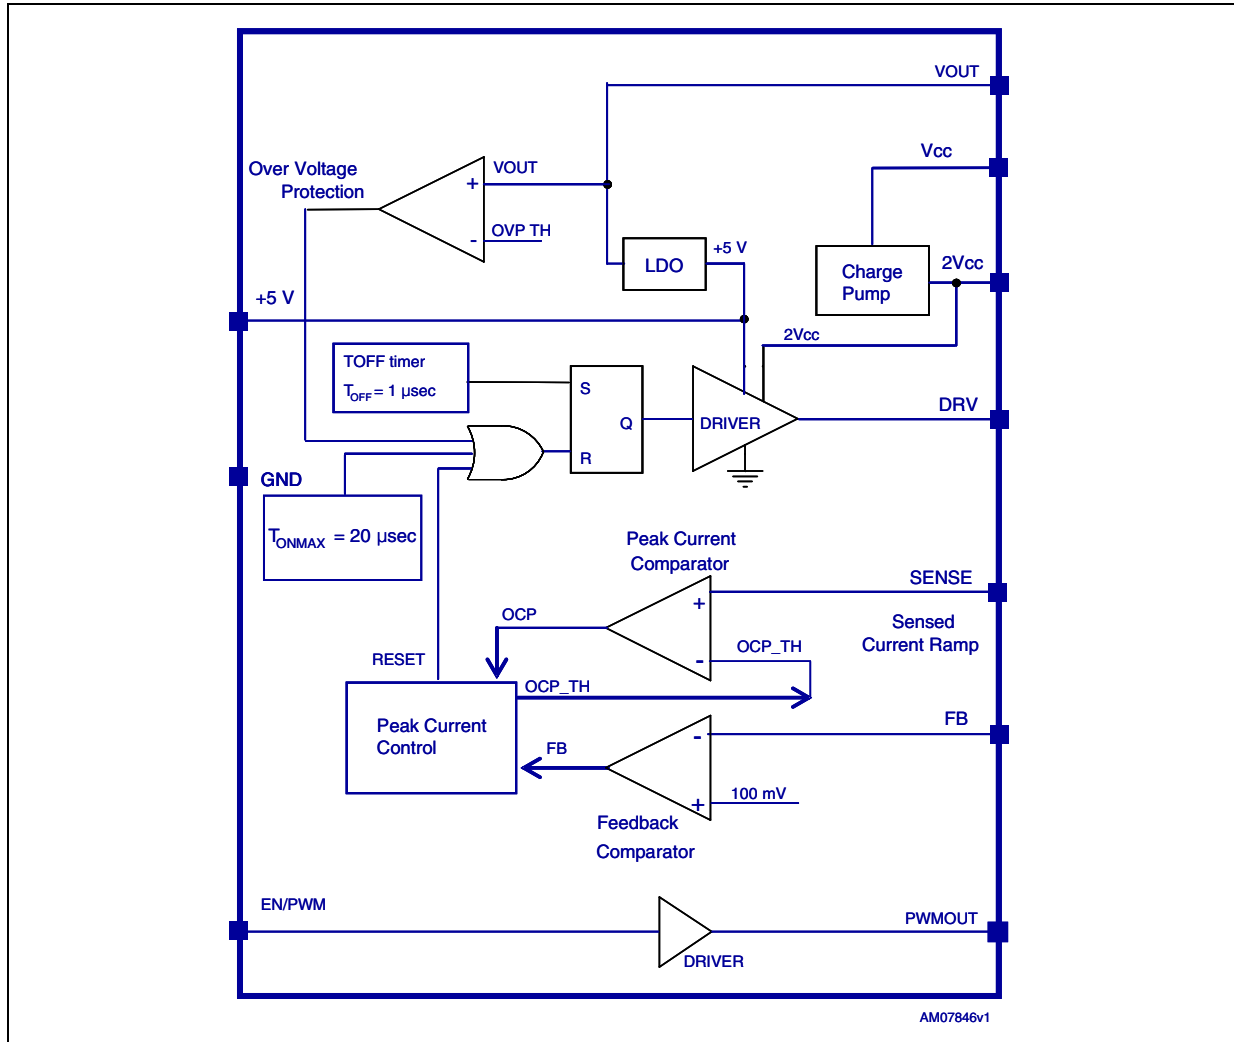 VOUT
Vcc
Over Voltage
Protection
+
VOUT
-
OVP TH
LDO
+5 V
Charge
Pump
2Vcc
+5 V
2Vcc
TOFF timer
TOFF = 1 µsec
S
Q
R
DRIVER
DRV
GND
TONMAX = 20 µsec
Peak Current
Comparator
SENSE
+
OCP
Sensed
Current Ramp
-
OCP_TH
RESET
OCP_TH
Peak Current
Control
FB
-
FB
+
100 mV
Feedback
Comparator
EN/PWM
PWMOUT
DRIVER
AM07846v1